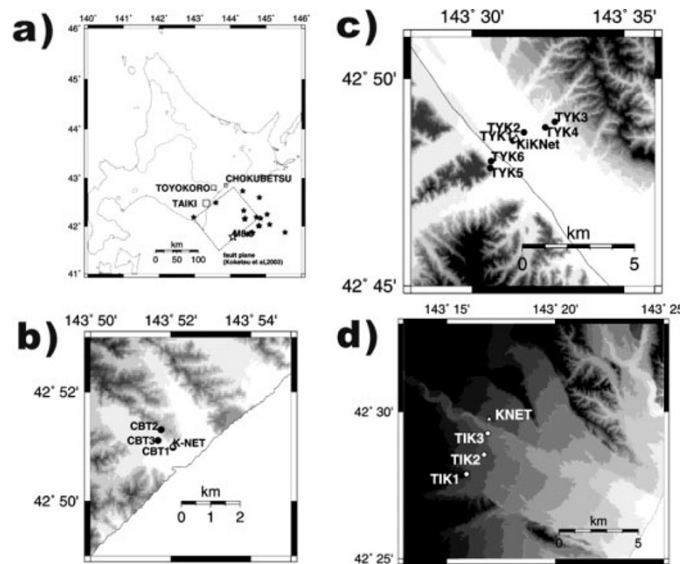 a)
140˚ 141˚ 142˚ 143˚ 144˚ 145˚ 146˚
46˚
45˚
44˚
43˚
42˚
41˚
CHOKUBETSU
TOYOKORO
TAIKI
km
0 50 100
fault plane
(Koketsu et al,2003)
b)
143˚ 50' 143˚ 52' 143˚ 54'
42˚ 52'
42˚ 50'
CBT2
CBT3
CBT1
K-NET
km
0 1 2
c)
143˚ 30' 143˚ 35'
42˚ 50'
42˚ 45'
TYK3
TYK4
TYK2
TYK1
KiKNet
TYK6
TYK5
km
0 5
d)
143˚ 15' 143˚ 20' 143˚ 25'
42˚ 30'
42˚ 25'
KNET
TIK3
TIK2
TIK1
km
0 5